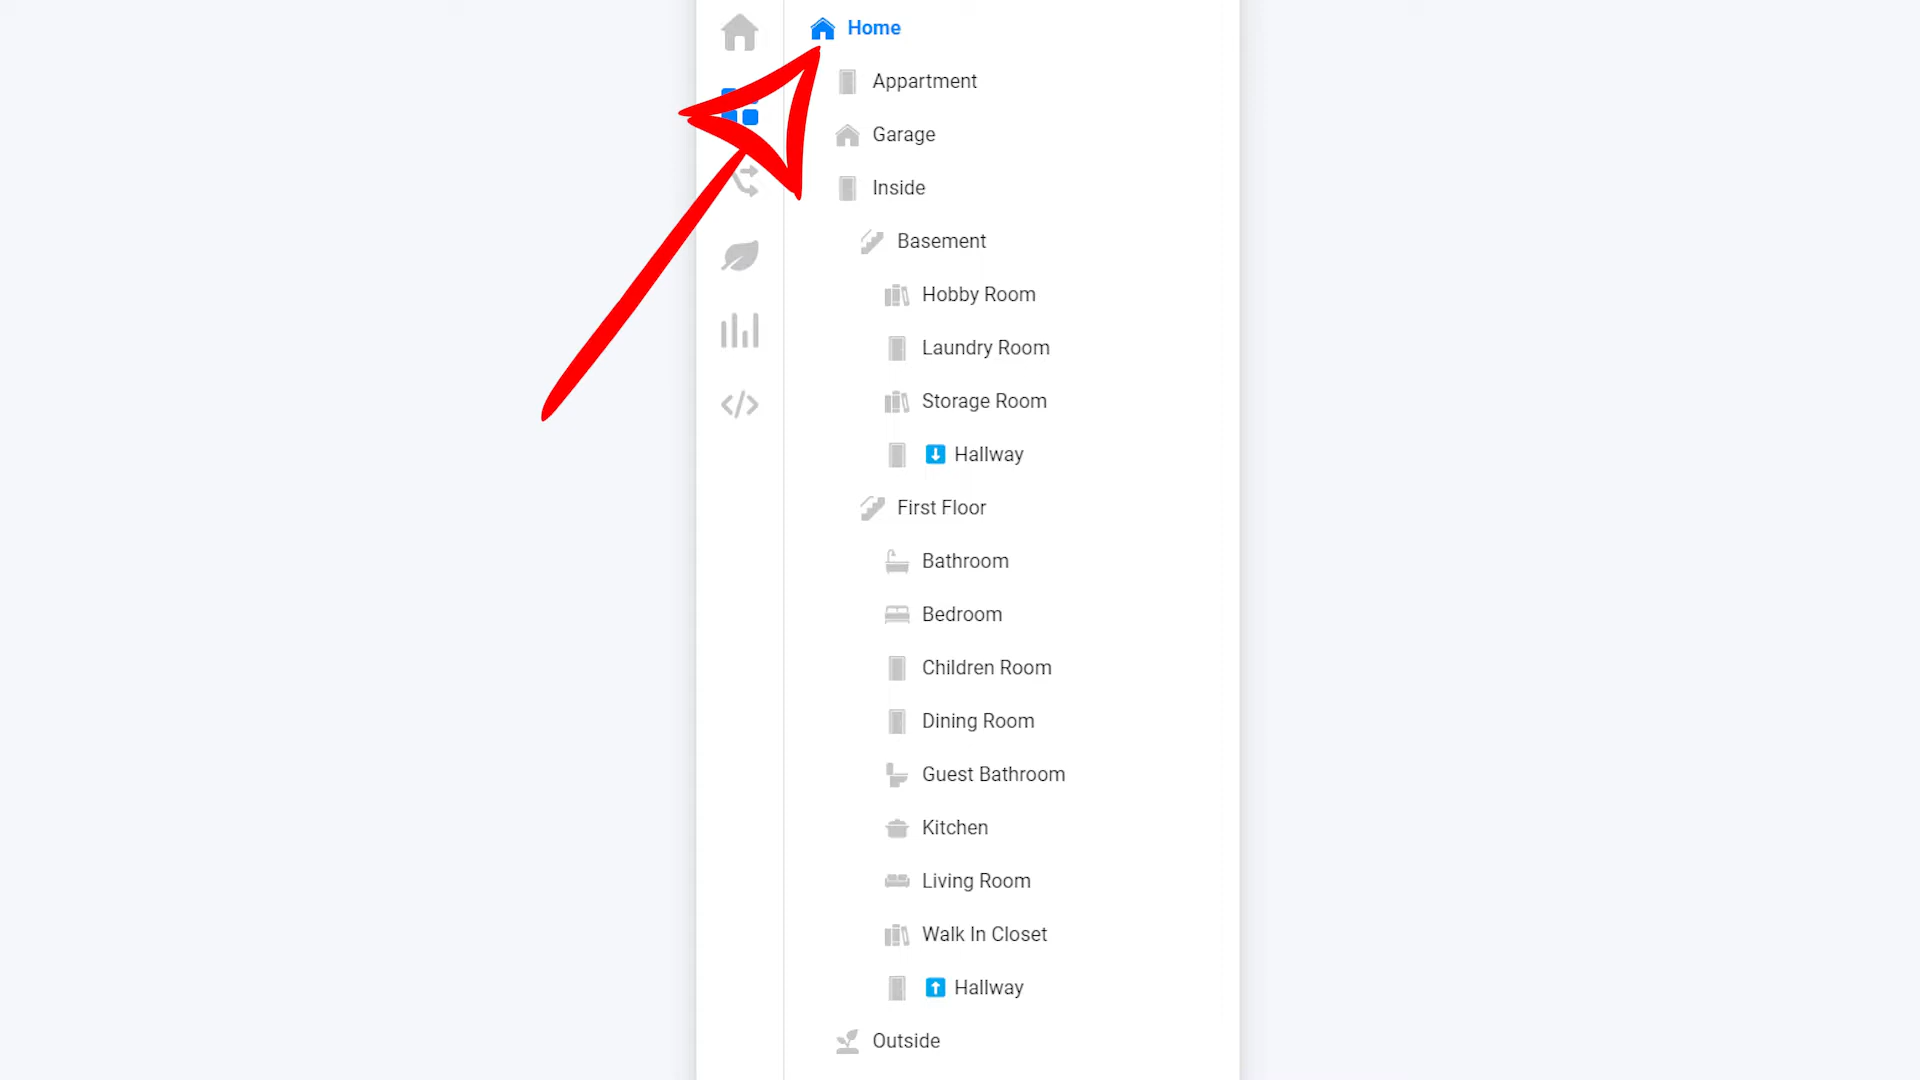 Home
Appartment
Garage
Inside
Basement
Hobby Room
Laundry Room
Storage Room
⬇️ Hallway
First Floor
Bathroom
Bedroom
Children Room
Dining Room
Guest Bathroom
Kitchen
Living Room
Walk In Closet
⬆️ Hallway
Outside